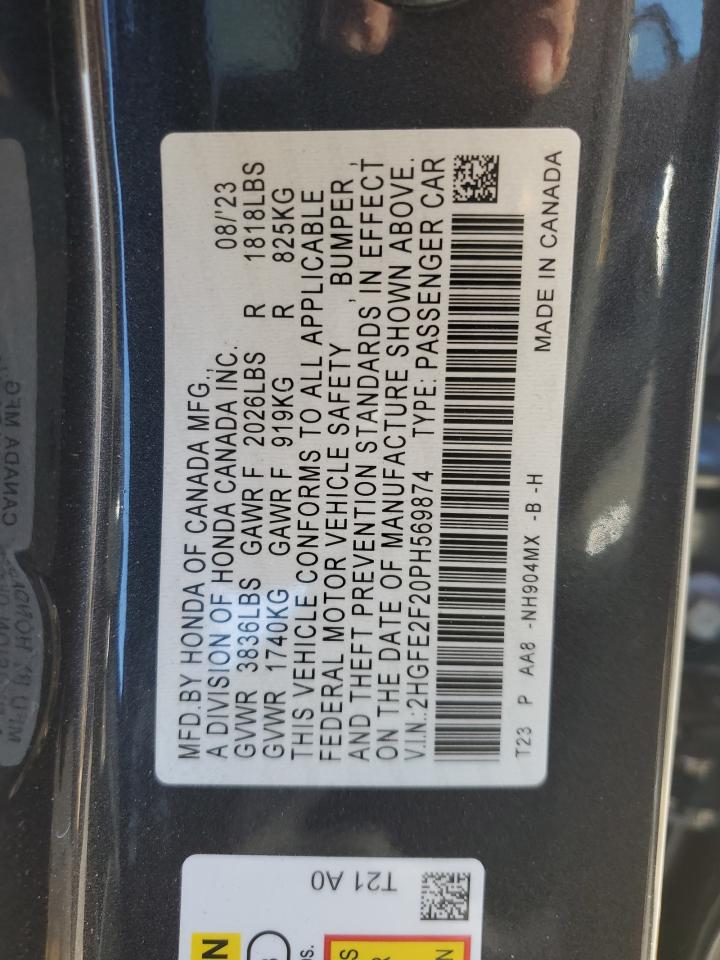 MFD.BY HONDA OF CANADA MFG., 08/'23
A DIVISION OF HONDA CANADA INC.
GVWR 3836LBS GAWR F 2026LBS R 1818LBS
GVWR 1740KG GAWR F 919KG R 825KG
THIS VEHICLE CONFORMS TO ALL APPLICABLE
FEDERAL MOTOR VEHICLE SAFETY , BUMPER ,
AND THEFT PREVENTION STANDARDS IN EFFECT
ON THE DATE OF MANUFACTURE SHOWN ABOVE.
V.I.N.:2HGFE2F20PH569874 TYPE: PASSENGER CAR
T23 P AA8 -NH904MX -B -H MADE IN CANADA
T21 A0